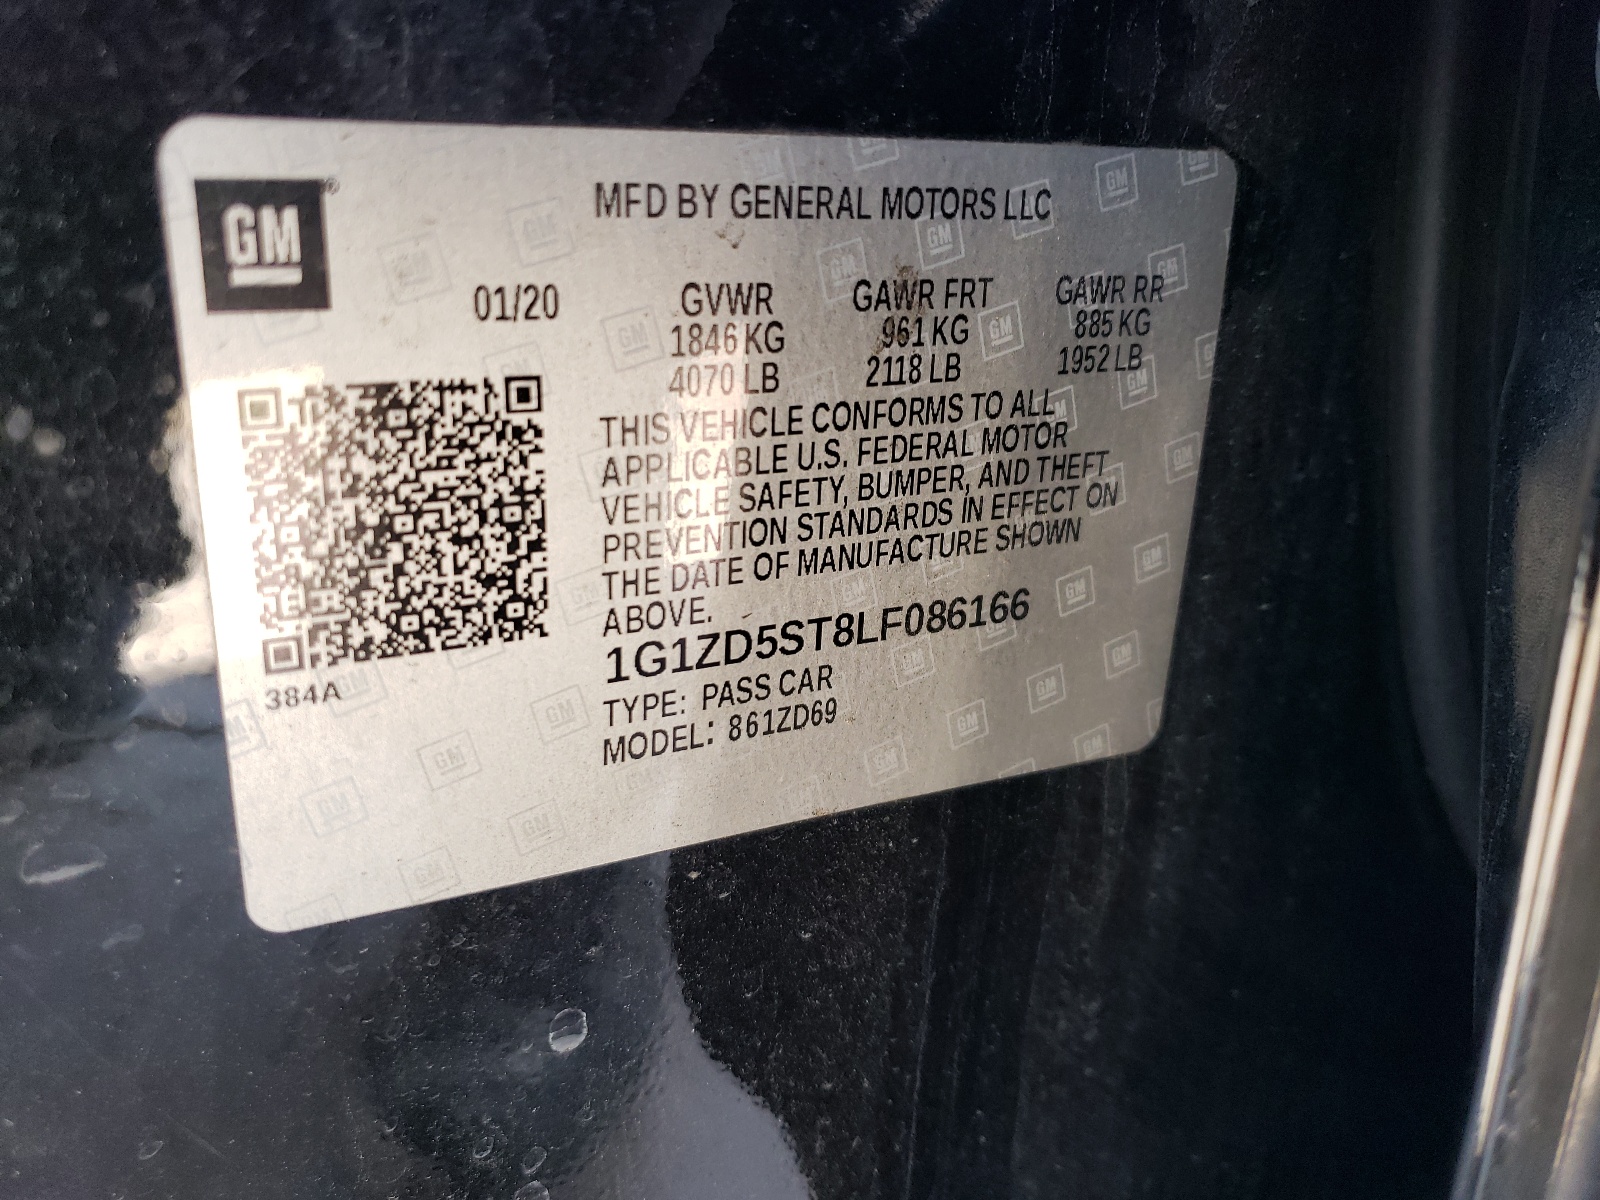 GM
MFD BY GENERAL MOTORS LLC
01/20 GVWR GAWR FRT GAWR RR
1846 KG 961 KG 885 KG
4070 LB 2118 LB 1952 LB
THIS VEHICLE CONFORMS TO ALL
APPLICABLE U.S. FEDERAL MOTOR
VEHICLE SAFETY, BUMPER, AND THEFT
PREVENTION STANDARDS IN EFFECT ON
THE DATE OF MANUFACTURE SHOWN
ABOVE.
1G1ZD5ST8LF086166
TYPE: PASS CAR
MODEL: 861ZD69
384A